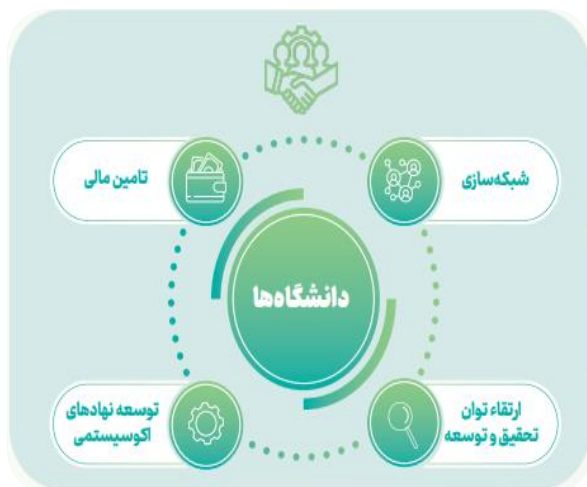 شبکه‌سازی
تامین مالی
دانشگاه‌ها
ارتقاء توان
تحقیق و توسعه
توسعه نهادهای
اکوسیستمی